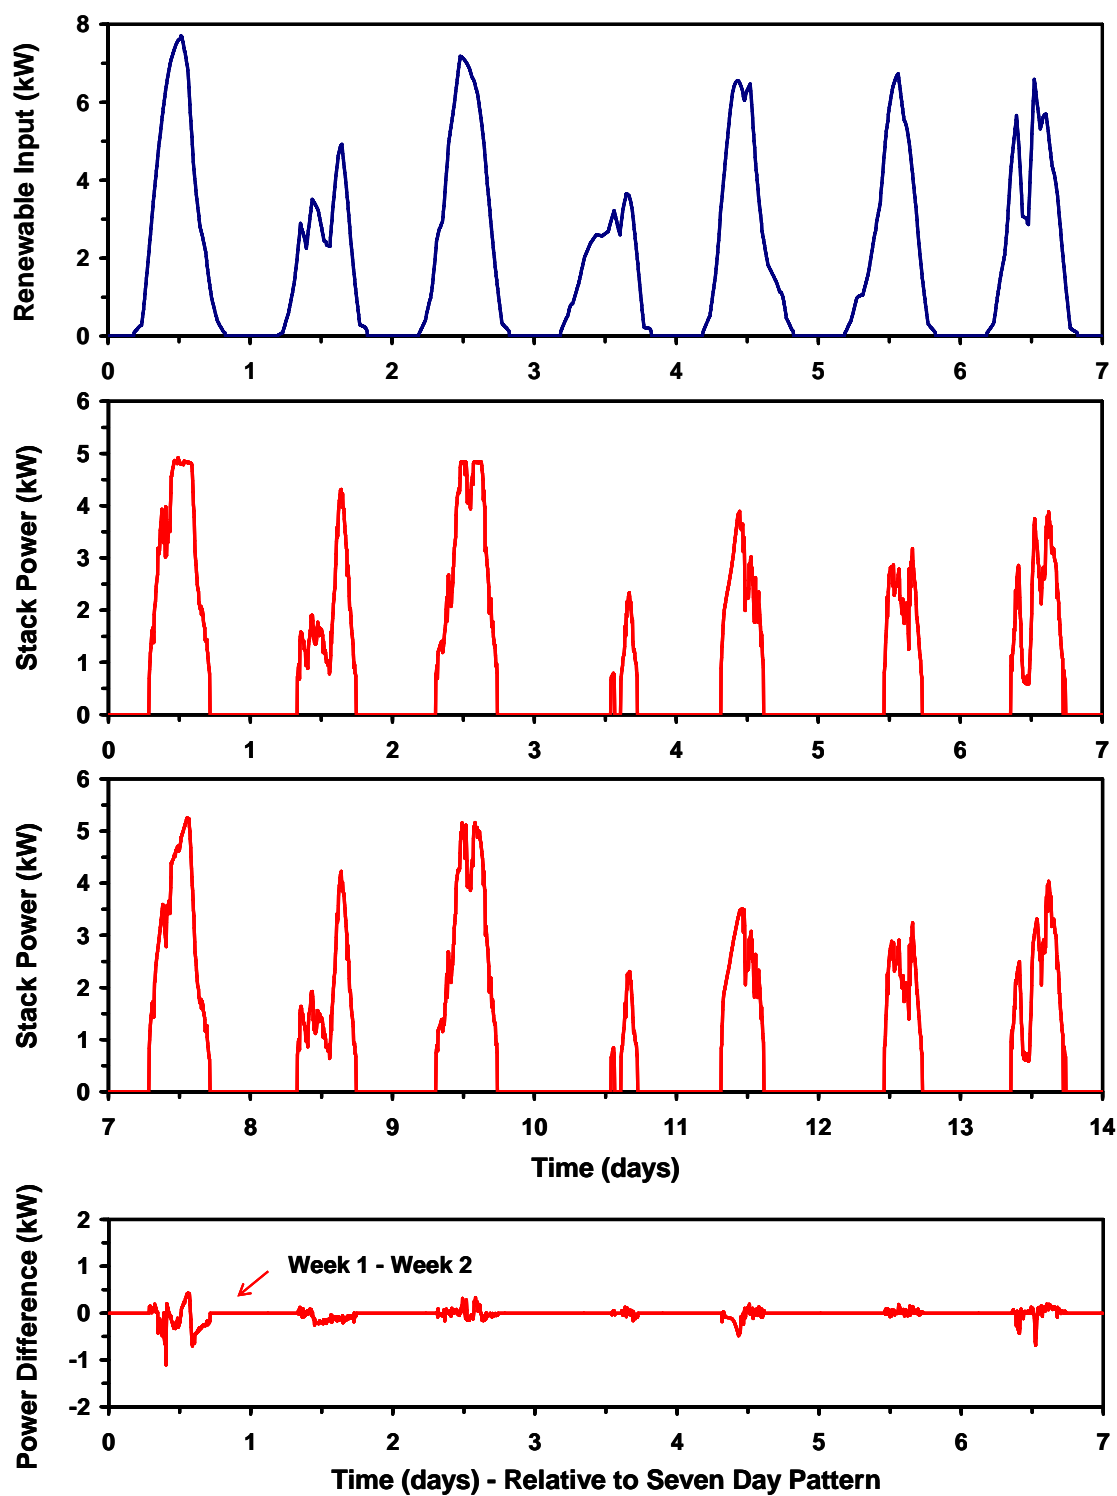 Renewable Input (kW)
8
6
4
2
0
0 1 2 3 4 5 6 7
Stack Power (kW)
6
5
4
3
2
1
0
0 1 2 3 4 5 6 7
Stack Power (kW)
6
5
4
3
2
1
0
7 8 9 10 11 12 13 14
Time (days)
Power Difference (kW)
2
1
0
-1
-2
Week 1 - Week 2
0 1 2 3 4 5 6 7
Time (days) - Relative to Seven Day Pattern